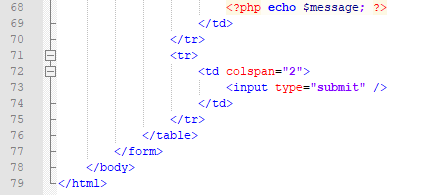 68 <?php echo $message; ?>
69 </td>
70 </tr>
71 <tr>
72 <td colspan="2">
73 <input type="submit" />
74 </td>
75 </tr>
76 </table>
77 </form>
78 </body>
79 </html>